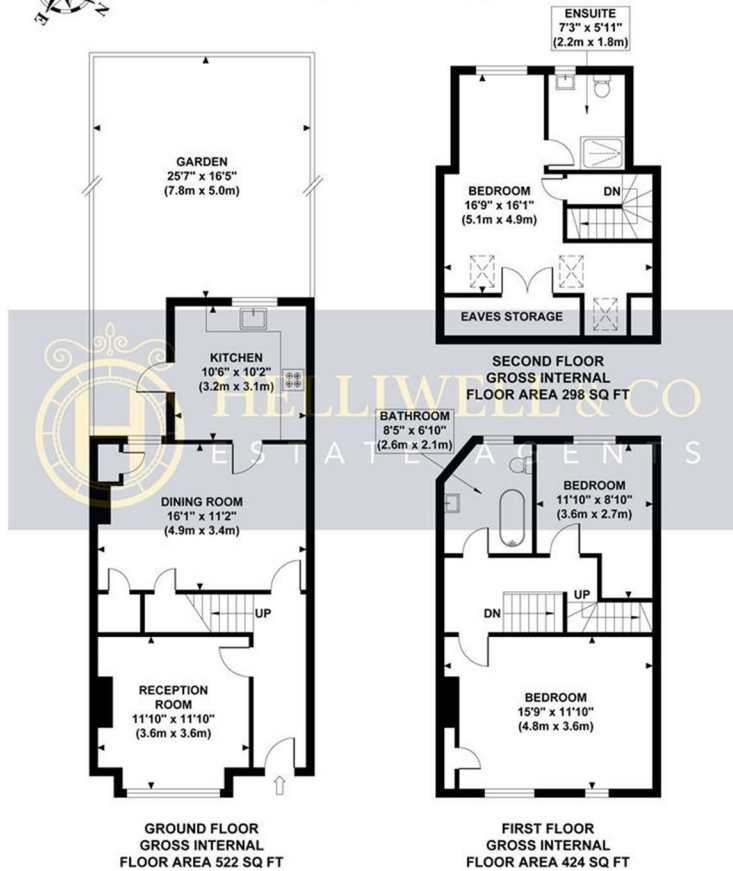 E
N
ENSUITE
7'3" x 5'11"
(2.2m x 1.8m)
GARDEN
25'7" x 16'5"
(7.8m x 5.0m)
BEDROOM
16'9" x 16'1"
(5.1m x 4.9m)
DN
EAVES STORAGE
SECOND FLOOR
GROSS INTERNAL
FLOOR AREA 298 SQ FT
KITCHEN
10'6" x 10'2"
(3.2m x 3.1m)
H
HELLIWELL & CO
ESTATE AGENTS
BATHROOM
8'5" x 6'10"
(2.6m x 2.1m)
DINING ROOM
16'1" x 11'2"
(4.9m x 3.4m)
BEDROOM
11'10" x 8'10"
(3.6m x 2.7m)
UP
UP
DN
RECEPTION
ROOM
11'10" x 11'10"
(3.6m x 3.6m)
BEDROOM
15'9" x 11'10"
(4.8m x 3.6m)
GROUND FLOOR
GROSS INTERNAL
FLOOR AREA 522 SQ FT
FIRST FLOOR
GROSS INTERNAL
FLOOR AREA 424 SQ FT